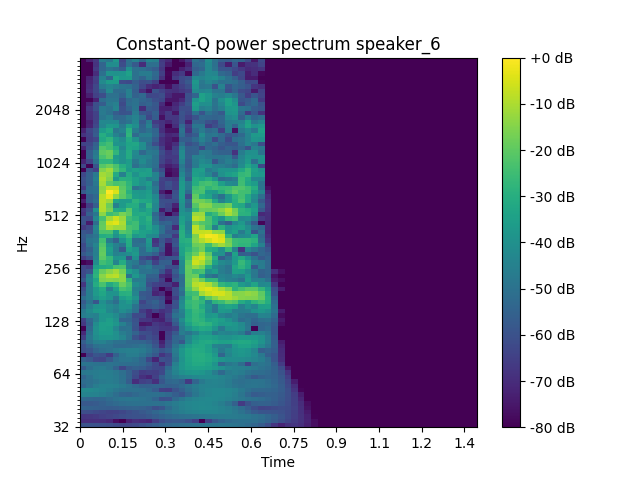 Constant-Q power spectrum speaker_6
Hz
2048
1024
512
256
128
64
32
0 0.15 0.3 0.45 0.6 0.75 0.9 1.1 1.2 1.4
Time
+0 dB
-10 dB
-20 dB
-30 dB
-40 dB
-50 dB
-60 dB
-70 dB
-80 dB